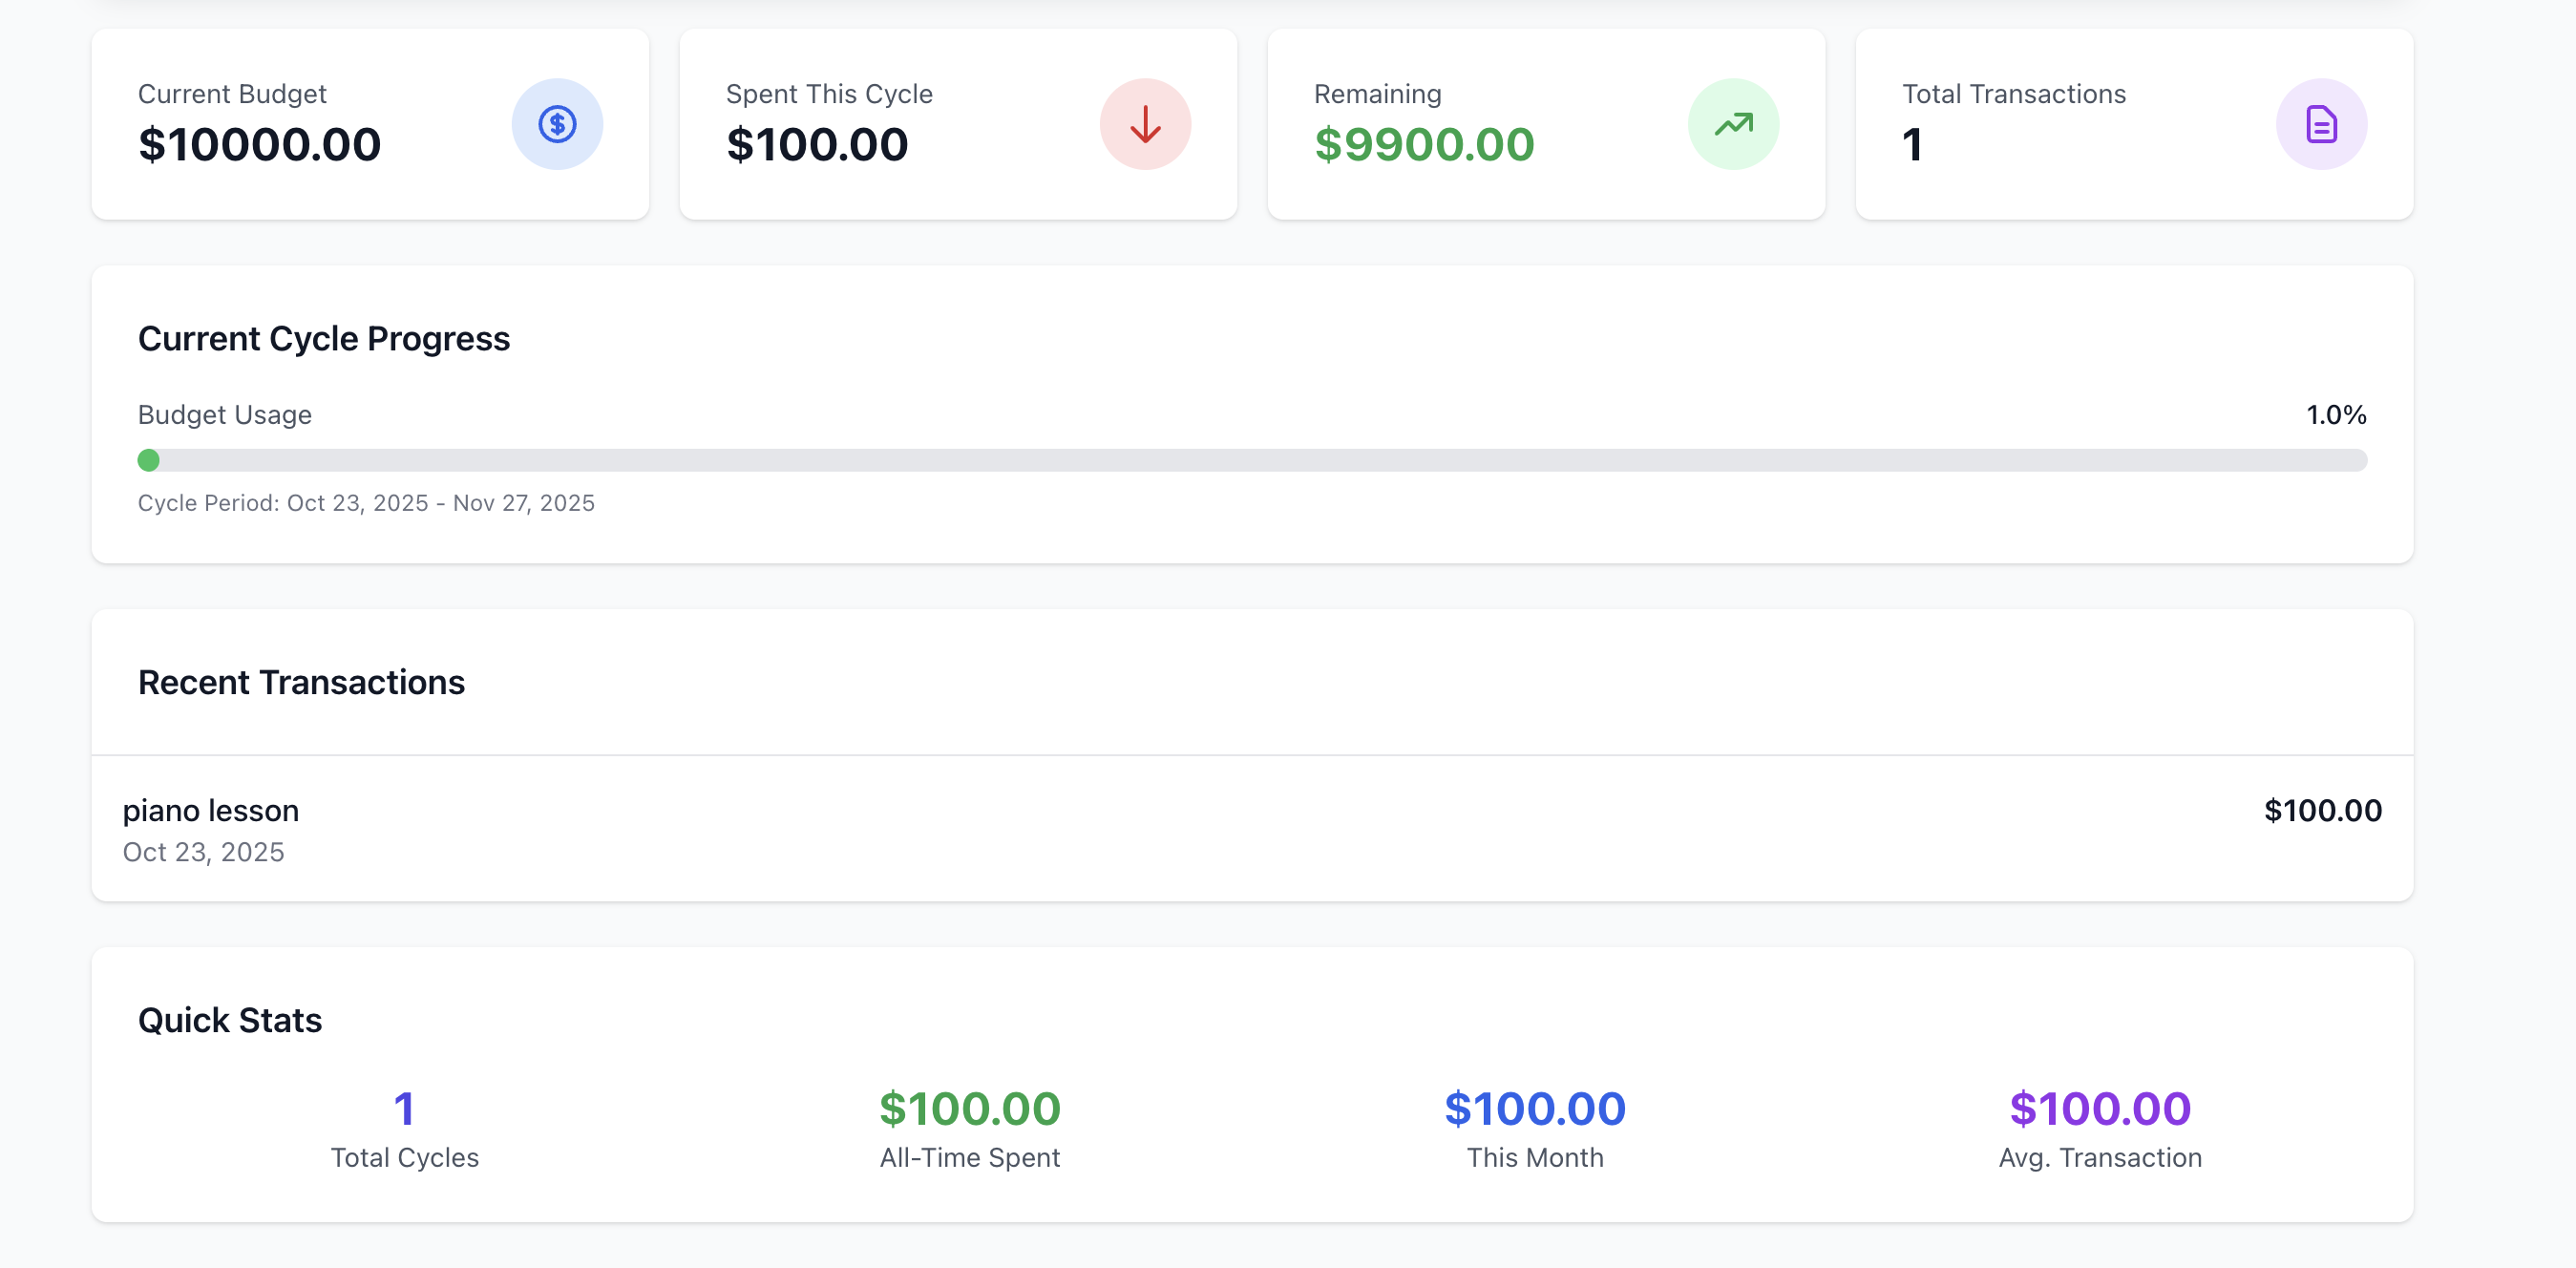 Current Budget
$10000.00
Spent This Cycle
$100.00
Remaining
$9900.00
Total Transactions
1
Current Cycle Progress
Budget Usage
1.0%
Cycle Period: Oct 23, 2025 - Nov 27, 2025
Recent Transactions
piano lesson
$100.00
Oct 23, 2025
Quick Stats
1
Total Cycles
$100.00
All-Time Spent
$100.00
This Month
$100.00
Avg. Transaction